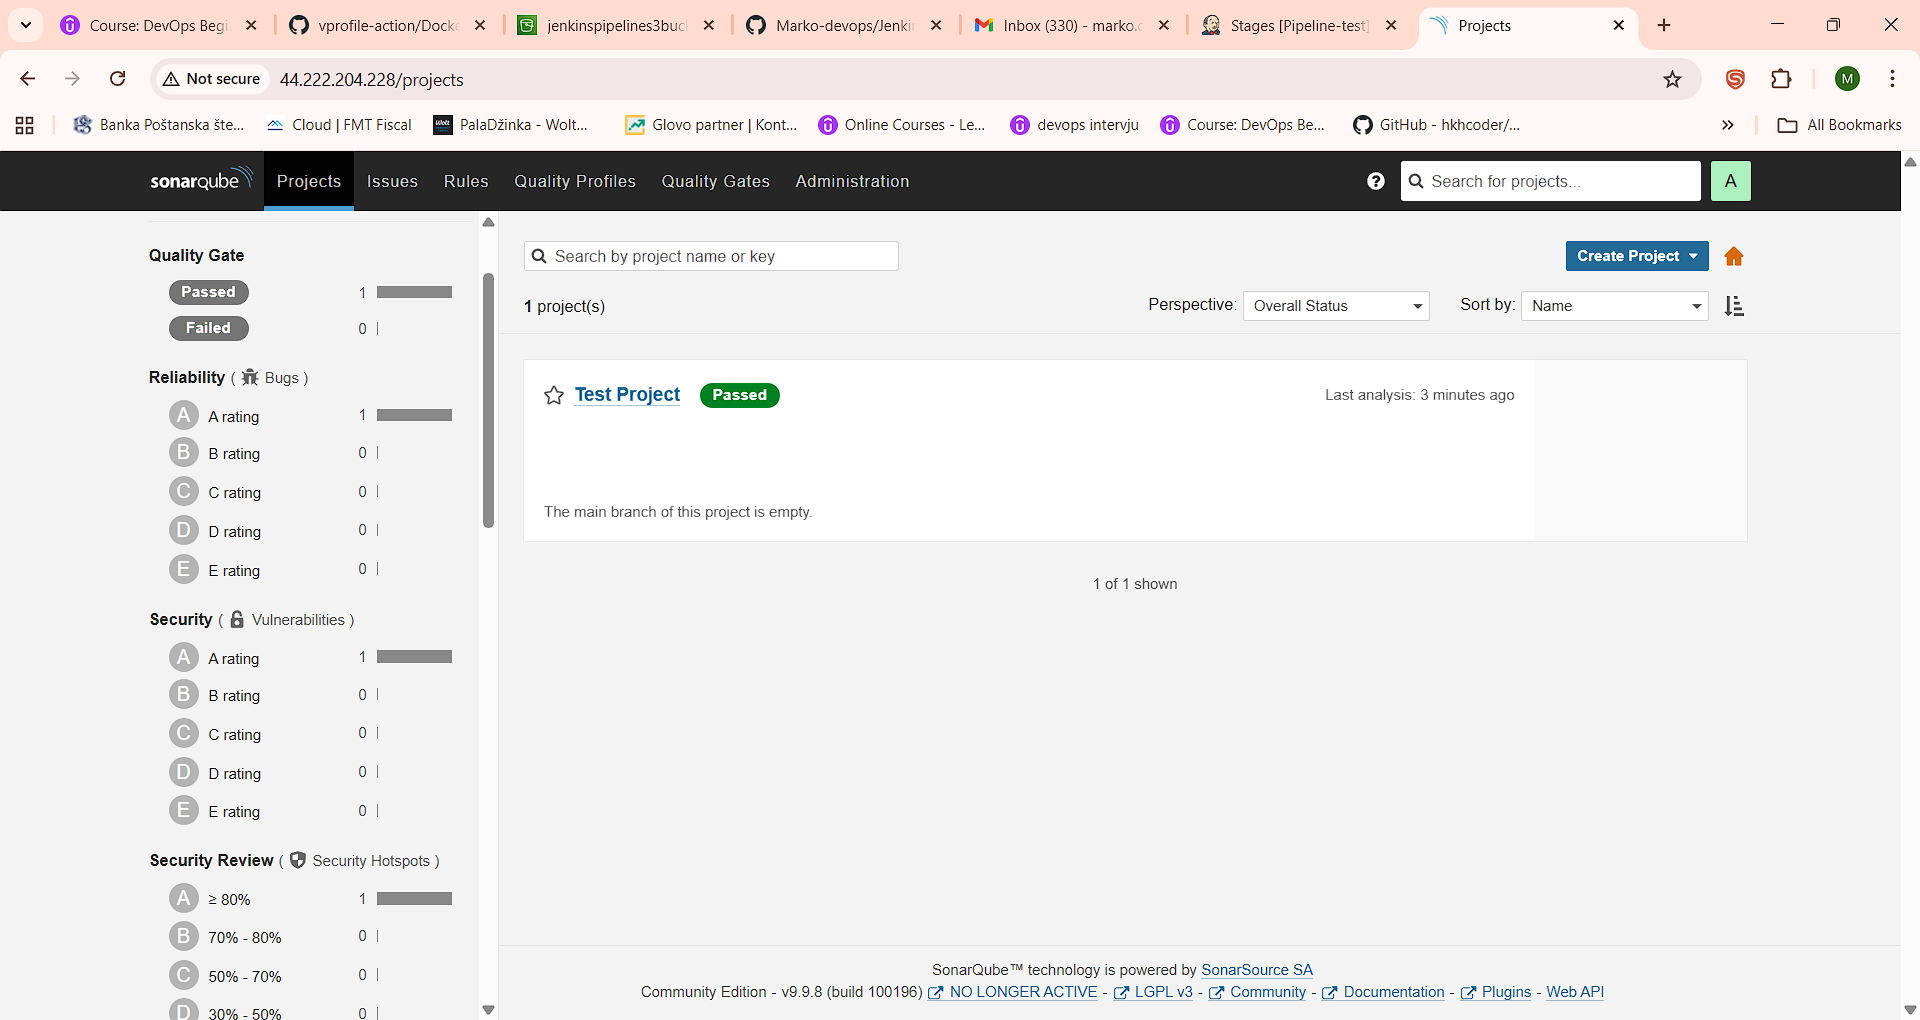 Course: DevOps Begi
vprofile-action/Docke
jenkinspipelines3buc
Marko-devops/Jenkin
Inbox (330) - marko.c
Stages [Pipeline-test]
Projects
Not secure
44.222.204.228/projects
M
Banka Poštanska šte...
Cloud | FMT Fiscal
Wolt
PalaDžinka - Wolt...
Glovo partner | Kont...
Online Courses - Le...
devops intervju
Course: DevOps Be...
GitHub - hkhcoder/...
All Bookmarks
sonarqube
Projects
Issues
Rules
Quality Profiles
Quality Gates
Administration
Search for projects...
A
Quality Gate
Passed 1
Failed 0
Reliability ( Bugs )
A A rating 1
B B rating 0
C C rating 0
D D rating 0
E E rating 0
Security ( Vulnerabilities )
A A rating 1
B B rating 0
C C rating 0
D D rating 0
E E rating 0
Security Review ( Security Hotspots )
A ≥ 80% 1
B 70% - 80% 0
C 50% - 70% 0
D 30% - 50% 0
Search by project name or key
Create Project
1 project(s)
Perspective: Overall Status
Sort by: Name
Test Project
Passed
Last analysis: 3 minutes ago
The main branch of this project is empty.
1 of 1 shown
SonarQube™ technology is powered by SonarSource SA
Community Edition - v9.9.8 (build 100196) NO LONGER ACTIVE - LGPL v3 - Community - Documentation - Plugins - Web API